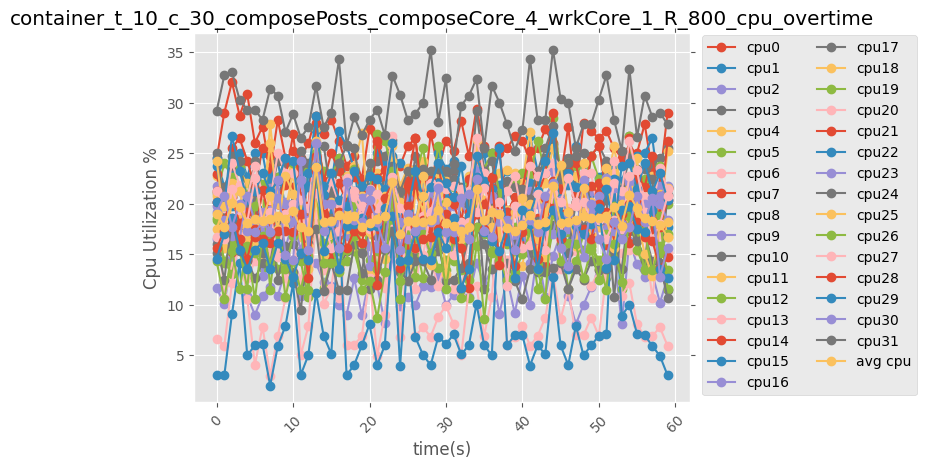 container_t_10_c_30_composePosts_composeCore_4_wrkCore_1_R_800_cpu_overtime
Cpu Utilization %
35
30
25
20
15
10
5
0
10
20
30
40
50
60
time(s)
cpu0
cpu1
cpu2
cpu3
cpu4
cpu5
cpu6
cpu7
cpu8
cpu9
cpu10
cpu11
cpu12
cpu13
cpu14
cpu15
cpu16
cpu17
cpu18
cpu19
cpu20
cpu21
cpu22
cpu23
cpu24
cpu25
cpu26
cpu27
cpu28
cpu29
cpu30
cpu31
avg cpu